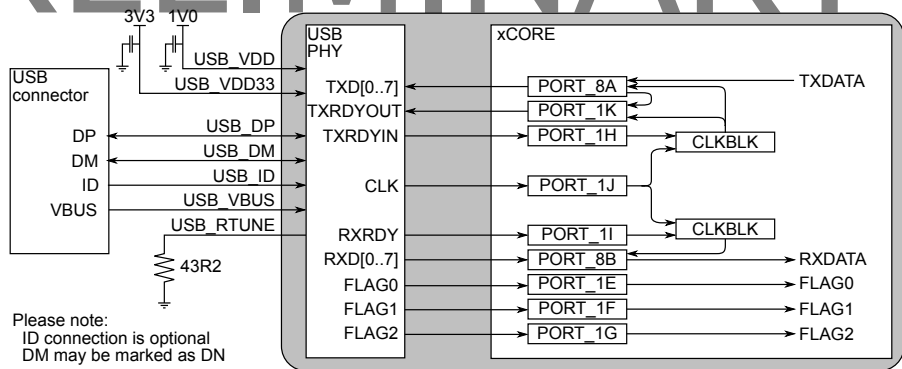 RELIMINARY
3V3 1V0
USB PHY
xCORE
USB_VDD
USB connector
USB_VDD33
TXD[0..7] PORT_8A TXDATA
TXRDYOUT PORT_1K
DP USB_DP TXRDYIN PORT_1H
CLKBLK
DM USB_DM
ID USB_ID CLK PORT_1J
VBUS USB_VBUS
USB_RTUNE
CLKBLK
RXRDY PORT_1I
43R2
RXD[0..7] PORT_8B RXDATA
FLAG0 PORT_1E FLAG0
FLAG1 PORT_1F FLAG1
FLAG2 PORT_1G FLAG2
Please note:
ID connection is optional
DM may be marked as DN